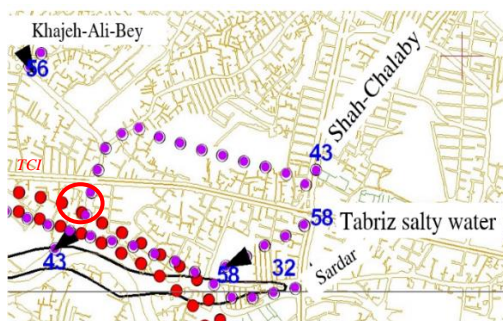 Khajeh-Ali-Bey
56
Shah-Chalaby
43
TCI
58
Tabriz salty water
43
58
32
Sardar